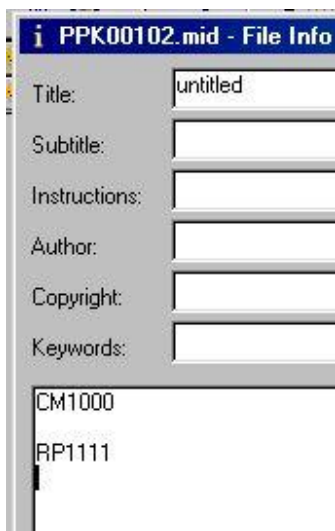 PPK00102.mid - File Info
Title: untitled
Subtitle:
Instructions:
Author:
Copyright:
Keywords:
CM1000
RP1111